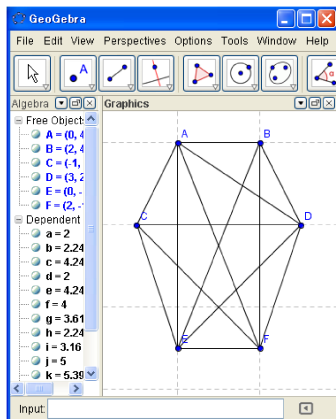 GeoGebra
File Edit View Perspectives Options Tools Window Help
A
Algebra
Graphics
Free Object
A = (0, 4
B = (2, 4
C = (-1,
D = (3, 2
E = (0, -
F = (2, -
Dependent
a = 2
b = 2.24
c = 4.24
d = 2
e = 4.24
f = 4
g = 3.61
h = 2.24
i = 3.16
j = 5
k = 5.39
A
B
C
D
E
F
Input: